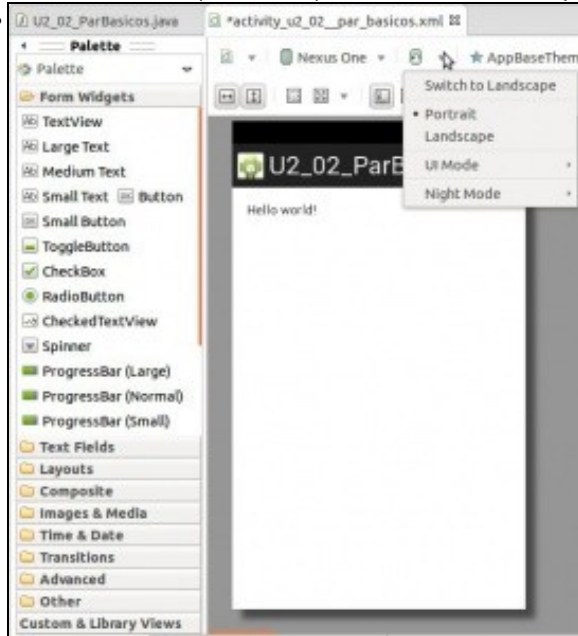 U2_02_ParBasicos.java
*activity_u2_02__par_basicos.xml
Palette
Palette
Nexus One
AppBaseThem
Form Widgets
TextView
Large Text
Medium Text
Small Text Button
Small Button
ToggleButton
CheckBox
RadioButton
CheckedTextView
Spinner
ProgressBar (Large)
ProgressBar (Normal)
ProgressBar (Small)
Text Fields
Layouts
Composite
Images & Media
Time & Date
Transitions
Advanced
Other
Custom & Library Views
Switch to Landscape
Portrait
Landscape
UI Mode
Night Mode
U2_02_ParB
Hello world!